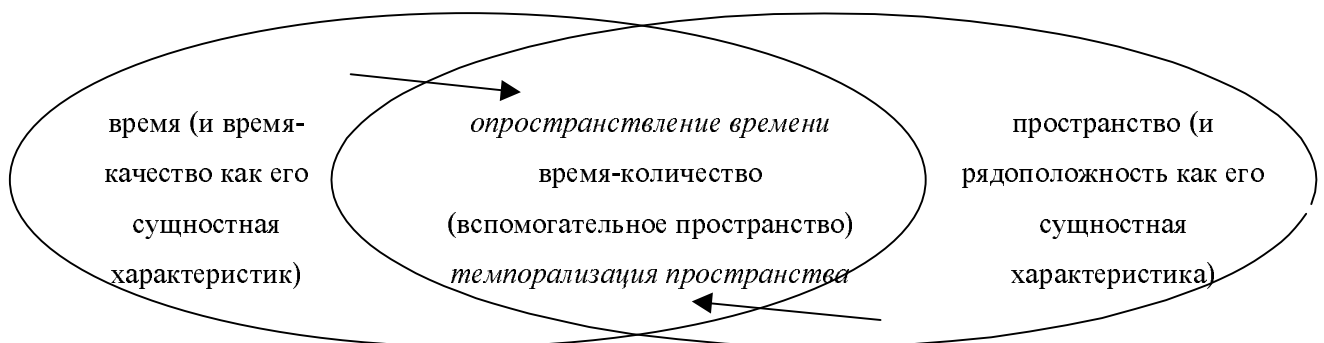 время (и время-
качество как его
сущностная
характеристик)
опространствление времени
время-количество
(вспомогательное пространство)
темпорализация пространства
пространство (и
рядоположность как его
сущностная
характеристика)